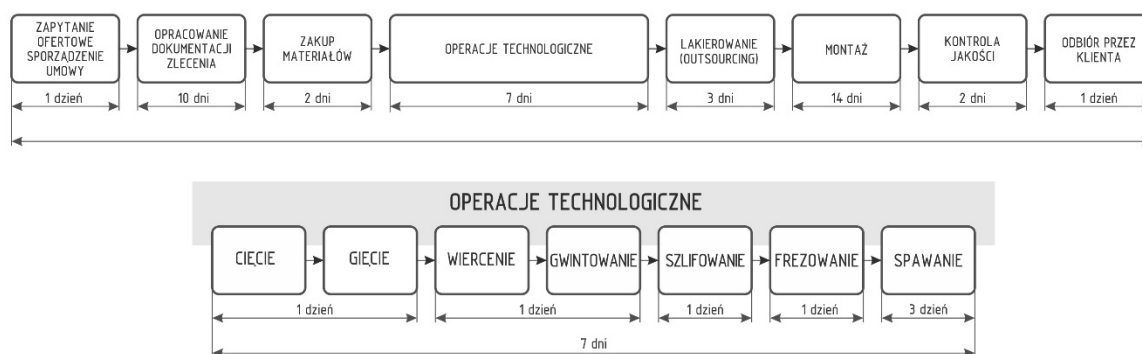 ZAPYTANIE
OFERTOWE
SPORZĄDZENIE
UMOWY
OPRACOWANIE
DOKUMENTACJI
ZLECENIA
ZAKUP
MATERIAŁÓW
OPERACJE TECHNOLOGICZNE
LAKIEROWANIE
(OUTSOURCING)
MONTAŻ
KONTROLA
JAKOŚCI
ODBIÓR PRZEZ
KLIENTA
1 dzień
10 dni
2 dni
7 dni
3 dni
14 dni
2 dni
1 dzień
OPERACJE TECHNOLOGICZNE
CIĘCIE
GIĘCIE
WIERCENIE
GWINTOWANIE
SZLIFOWANIE
FREZOWANIE
SPAWANIE
1 dzień
1 dzień
1 dzień
1 dzień
3 dni
7 dni